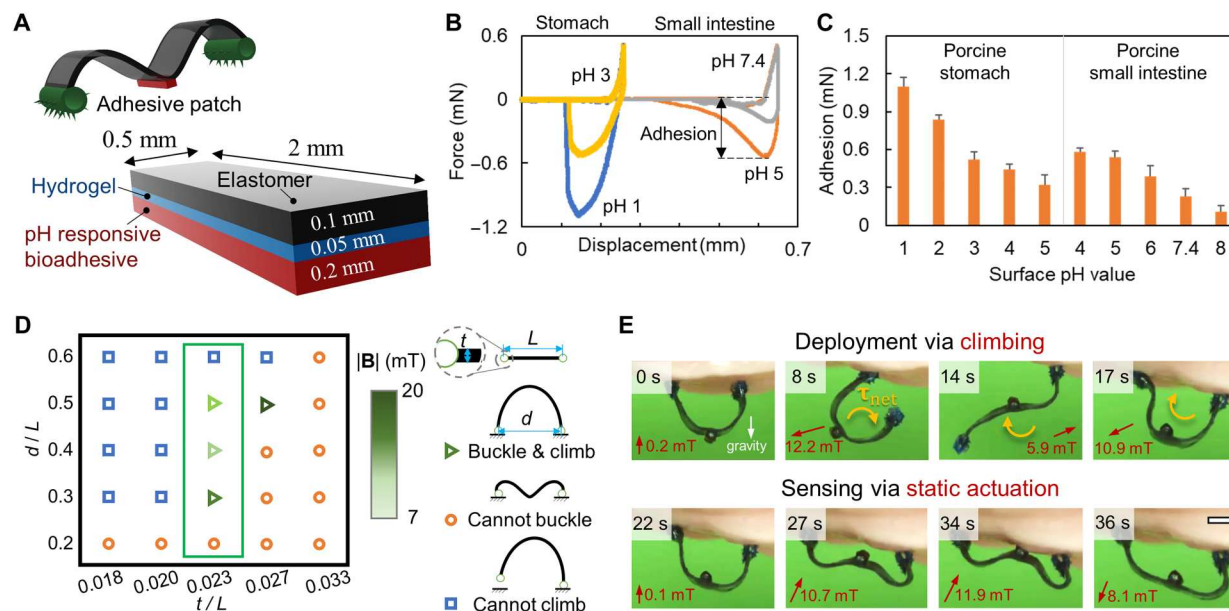 A
Adhesive patch
0.5 mm
2 mm
Hydrogel
Elastomer
pH responsive
bioadhesive
0.1 mm
0.05 mm
0.2 mm
B
Stomach
Small intestine
Force (mN)
0.6
0
−0.6
−1.2
pH 3
pH 7.4
Adhesion
pH 5
pH 1
0
Displacement (mm)
0.7
C
Adhesion (mN)
1.5
1.2
0.9
0.6
0.3
0
Porcine
stomach
Porcine
small intestine
1 2 3 4 5 4 5 6 7.4 8
Surface pH value
D
d / L
0.6
0.5
0.4
0.3
0.2
0.018 0.020 0.023 0.027 0.033
t / L
|B| (mT)
20
7
t
L
d
Buckle & climb
Cannot buckle
Cannot climb
E
Deployment via climbing
0 s
0.2 mT
gravity
8 s
τnet
12.2 mT
14 s
5.9 mT
17 s
10.9 mT
Sensing via static actuation
22 s
0.1 mT
27 s
10.7 mT
34 s
11.9 mT
36 s
8.1 mT